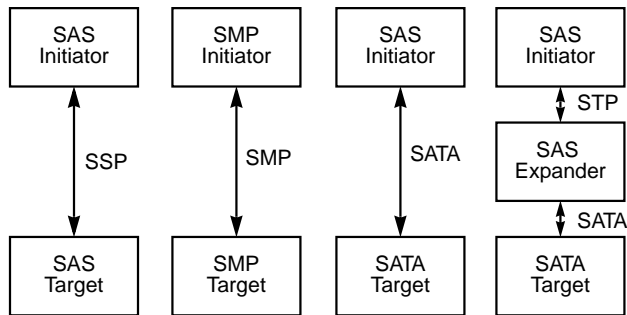 SAS
Initiator
SMP
Initiator
SAS
Initiator
SAS
Initiator
SSP
SMP
SATA
STP
SAS
Expander
SATA
SAS
Target
SMP
Target
SATA
Target
SATA
Target